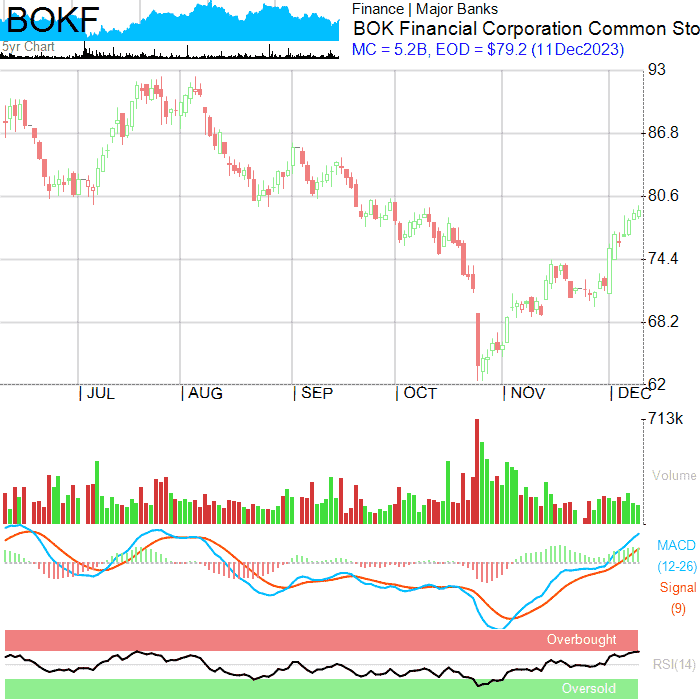 BOKF
5yr Chart
Finance | Major Banks
BOK Financial Corporation Common Sto
MC = 5.2B, EOD = $79.2 (11Dec2023)
93
86.8
80.6
74.4
68.2
62
| JUL | AUG | SEP | OCT | NOV | DEC
713k
Volume
MACD
(12-26)
Signal
(9)
Overbought
RSI(14)
Oversold